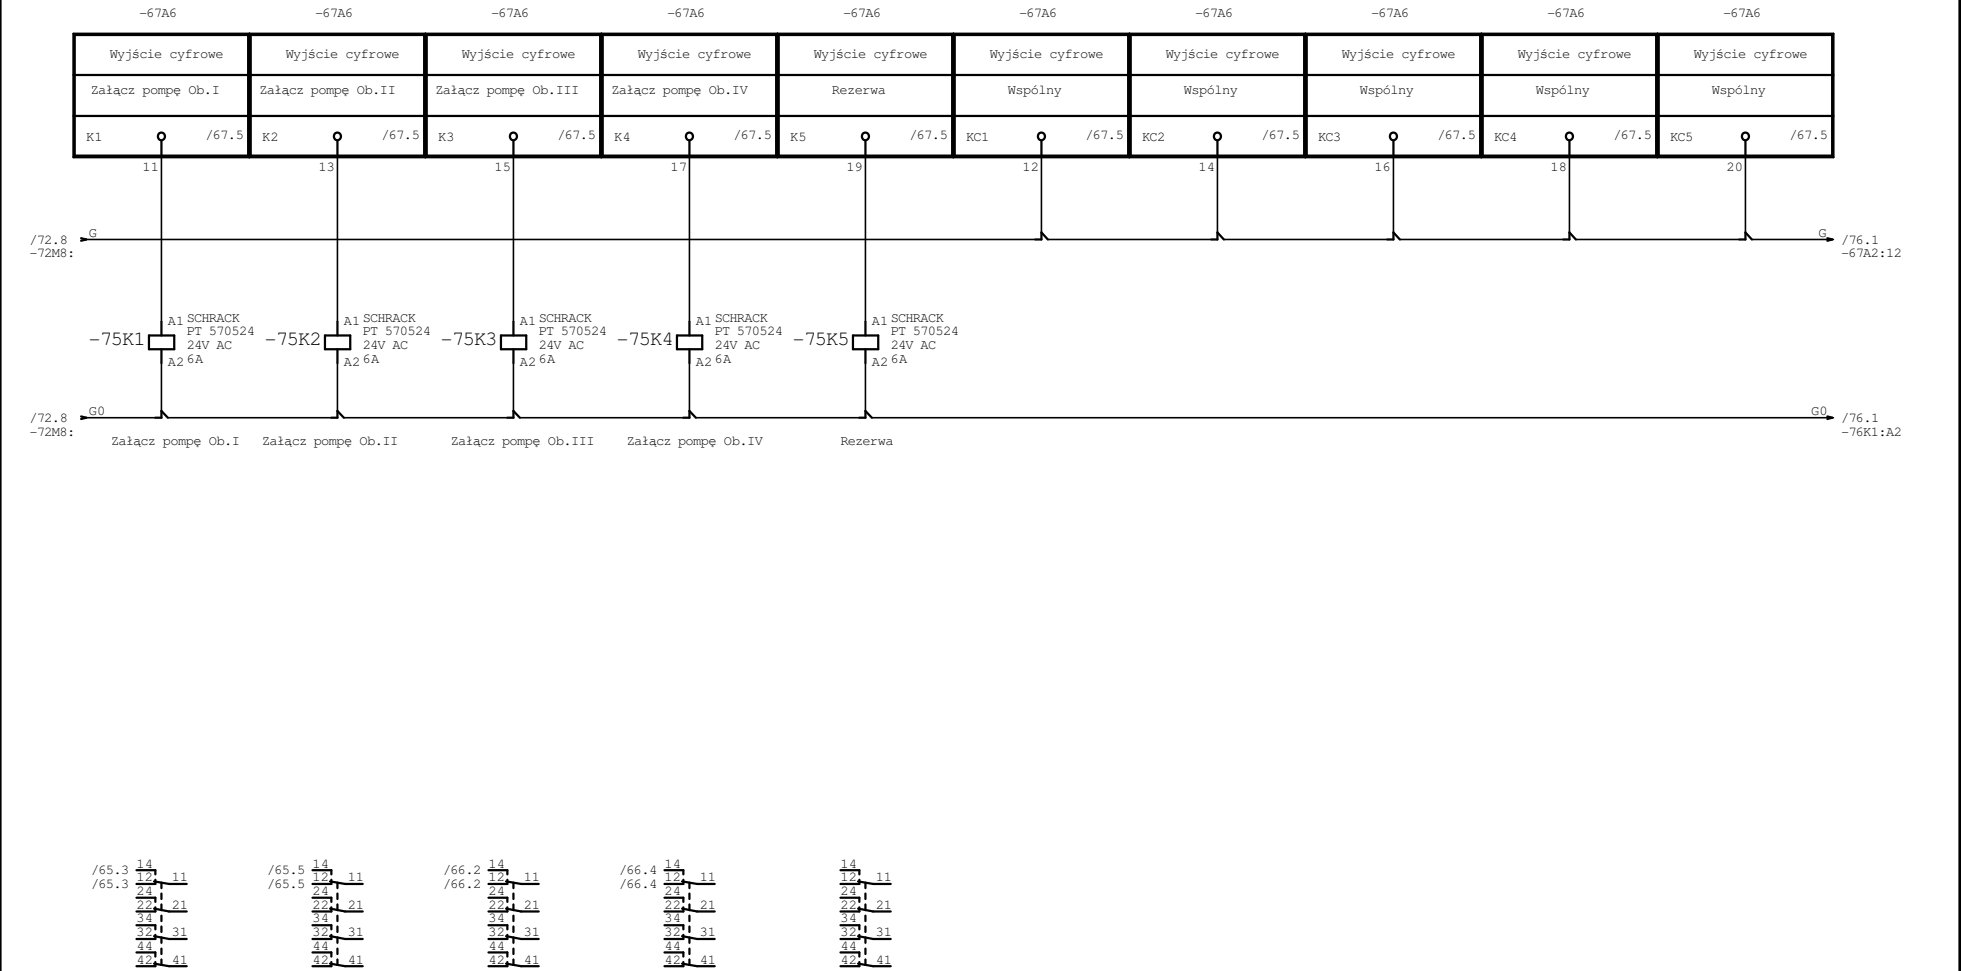 -67A6 -67A6 -67A6 -67A6 -67A6 -67A6 -67A6 -67A6 -67A6 -67A6
Wyjście cyfrowe Wyjście cyfrowe Wyjście cyfrowe Wyjście cyfrowe Wyjście cyfrowe Wyjście cyfrowe Wyjście cyfrowe Wyjście cyfrowe Wyjście cyfrowe Wyjście cyfrowe
Załącz pompę Ob.I Załącz pompę Ob.II Załącz pompę Ob.III Załącz pompę Ob.IV Rezerwa Wspólny Wspólny Wspólny Wspólny Wspólny
K1 /67.5 K2 /67.5 K3 /67.5 K4 /67.5 K5 /67.5 KC1 /67.5 KC2 /67.5 KC3 /67.5 KC4 /67.5 KC5 /67.5
11 13 15 17 19 12 14 16 18 20
/72.8 G G /76.1
-72M8: -67A2:12
A1 SCHRACK A1 SCHRACK A1 SCHRACK A1 SCHRACK A1 SCHRACK
PT 570524 PT 570524 PT 570524 PT 570524 PT 570524
-75K1 -75K2 -75K3 -75K4 -75K5
24V AC 24V AC 24V AC 24V AC 24V AC
A2 6A A2 6A A2 6A A2 6A A2 6A
/72.8 G0 G0 /76.1
-72M8: -76K1:A2
Załącz pompę Ob.I Załącz pompę Ob.II Załącz pompę Ob.III Załącz pompę Ob.IV Rezerwa
/65.3 14 /65.5 14 /66.2 14 /66.4 14 14
/65.3 12 11 /65.5 12 11 /66.2 12 11 /66.4 12 11 12 11
24 24 24 24 24
22 21 22 21 22 21 22 21 22 21
34 34 34 34 34
32 31 32 31 32 31 32 31 32 31
44 44 44 44 44
42 41 42 41 42 41 42 41 42 41